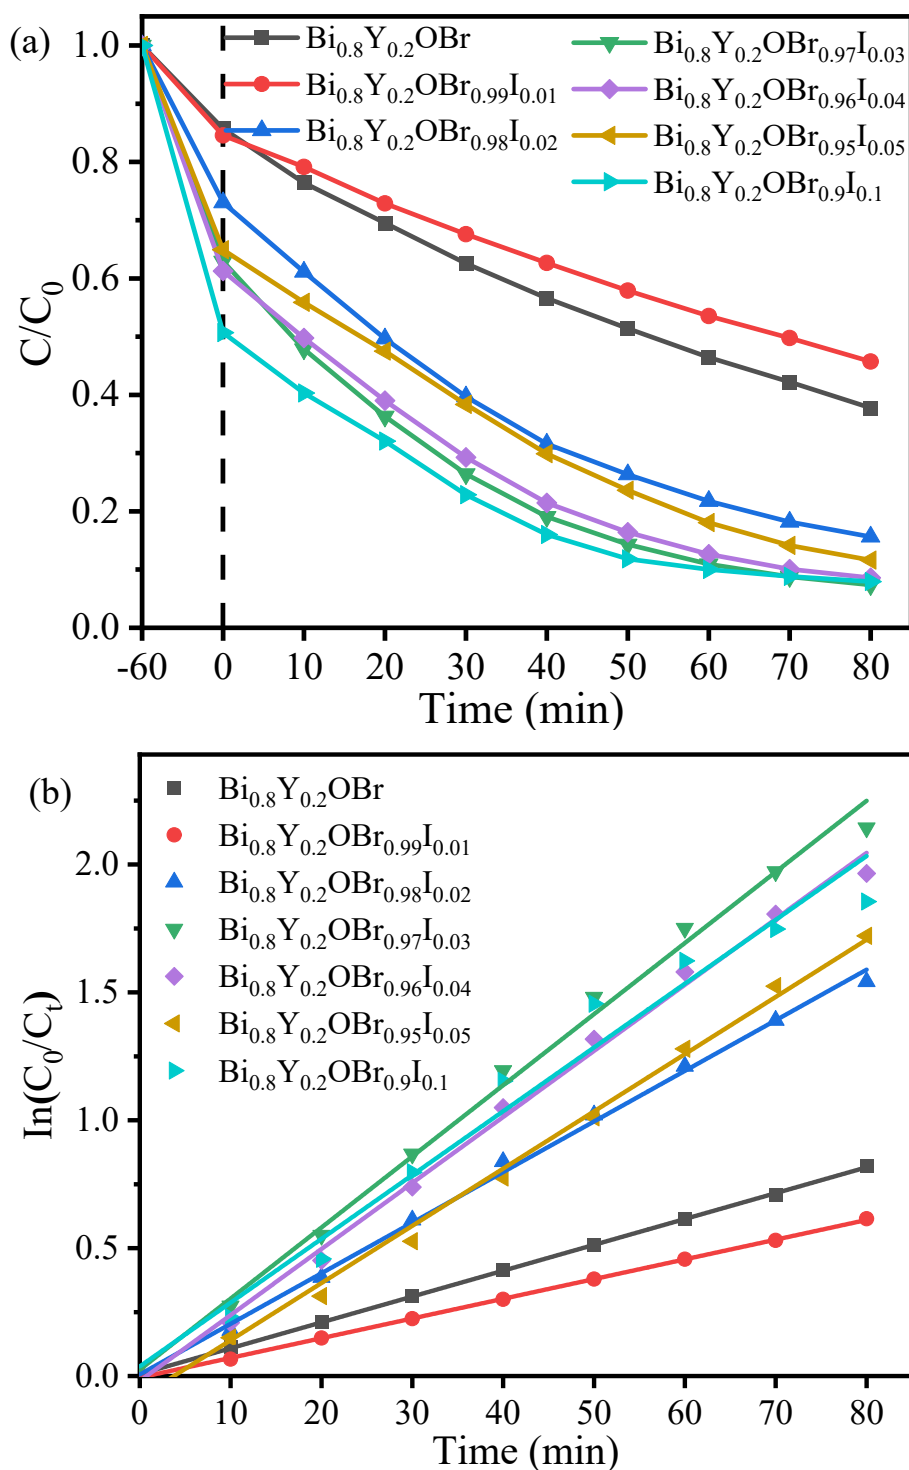 (a)
Bi0.8Y0.2OBr
Bi0.8Y0.2OBr0.99I0.01
Bi0.8Y0.2OBr0.98I0.02
Bi0.8Y0.2OBr0.97I0.03
Bi0.8Y0.2OBr0.96I0.04
Bi0.8Y0.2OBr0.95I0.05
Bi0.8Y0.2OBr0.9I0.1
C/C0
1.0
0.8
0.6
0.4
0.2
0.0
-60 0 10 20 30 40 50 60 70 80
Time (min)
(b)
Bi0.8Y0.2OBr
Bi0.8Y0.2OBr0.99I0.01
Bi0.8Y0.2OBr0.98I0.02
Bi0.8Y0.2OBr0.97I0.03
Bi0.8Y0.2OBr0.96I0.04
Bi0.8Y0.2OBr0.95I0.05
Bi0.8Y0.2OBr0.9I0.1
In(C0/Ct)
2.0
1.5
1.0
0.5
0.0
0 10 20 30 40 50 60 70 80
Time (min)